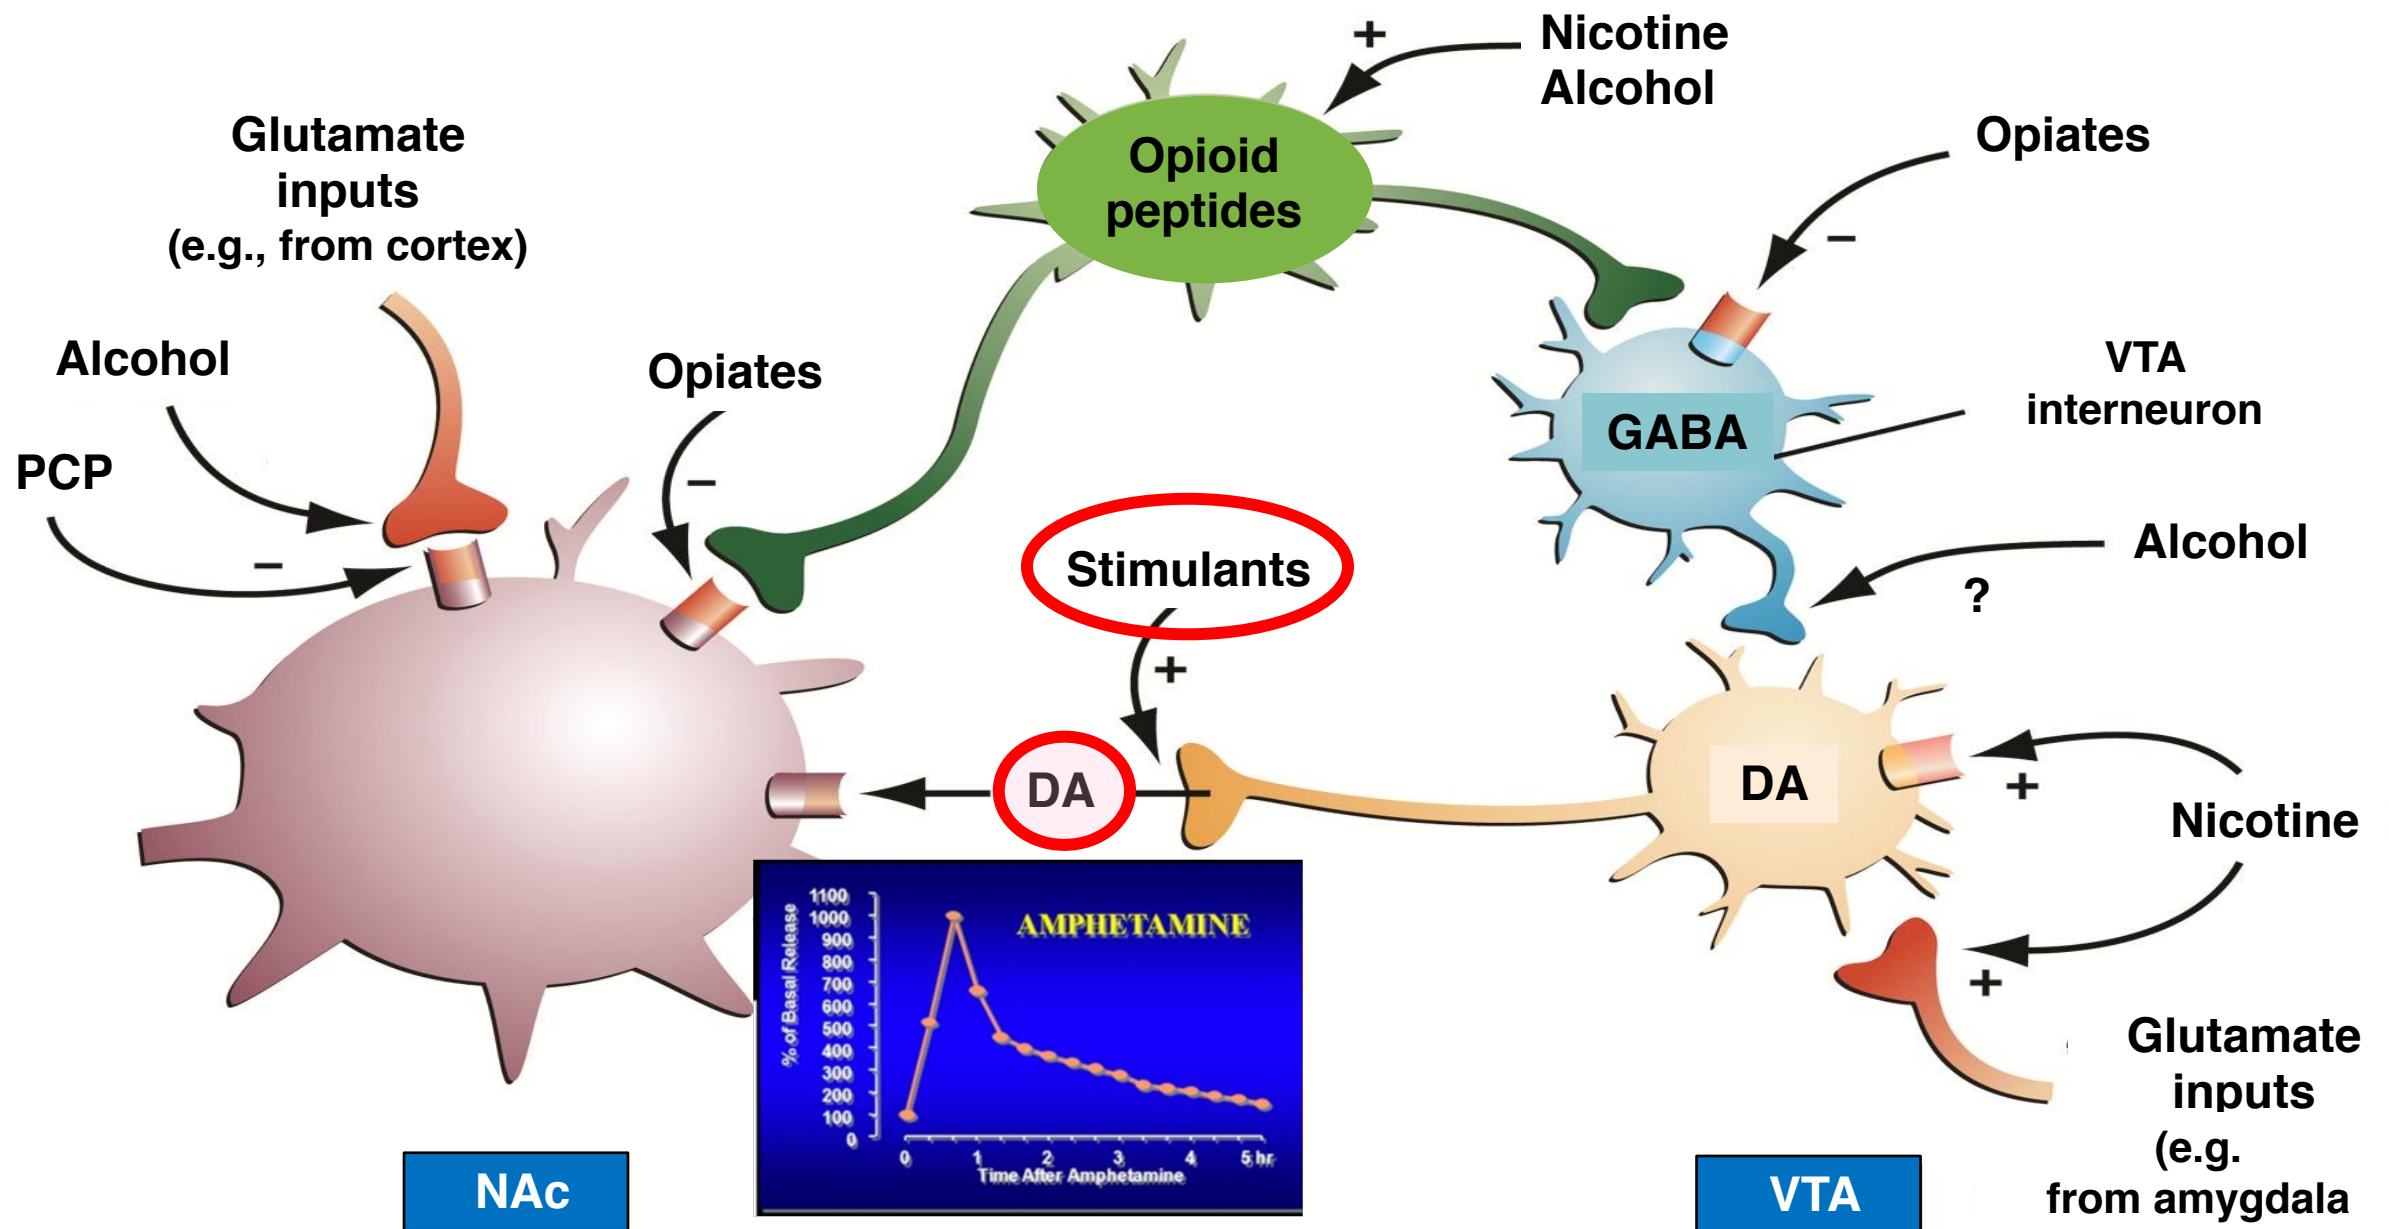 Nicotine
Alcohol
+
Opioid
peptides
Opiates
–
Glutamate
inputs
(e.g., from cortex)
Alcohol
PCP
–
Opiates
–
GABA
VTA
interneuron
Stimulants
+
Alcohol
?
DA
DA
+
Nicotine
+
Glutamate
inputs
(e.g.
from amygdala
AMPHETAMINE
% of Basal Release
1100
1000
900
800
700
600
500
400
300
200
100
0
0 1 2 3 4 5 hr
Time After Amphetamine
NAc
VTA